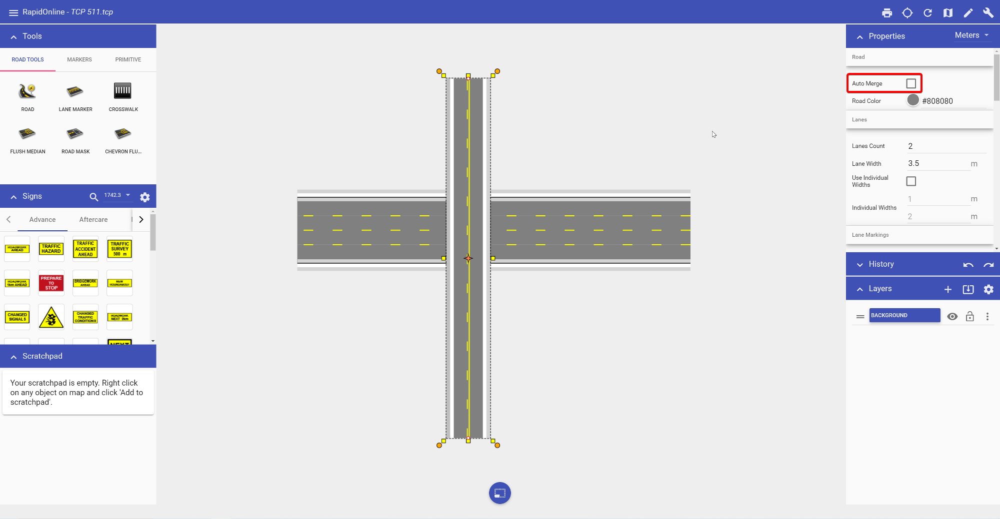 RapidOnline - TCP 511.tcp
Tools
ROAD TOOLS MARKERS PRIMITIVE
ROAD LANE MARKER CROSSWALK
FLUSH MEDIAN ROAD MASK CHEVRON FLU...
Signs 1742.3
Advance Aftercare
ROADWORK
AHEAD
TRAFFIC
HAZARD
TRAFFIC
ACCIDENT
AHEAD
TRAFFIC
SURVEY
500 m
ROADWORK
1km AHEAD
PREPARE
TO
STOP
BRIDGEWORK
AHEAD
NEW
ROUNDABOUT
CHANGED
SIGNALS
CHANGED
TRAFFIC
CONDITIONS
ROADWORK
NEXT 2km
NEXT
Scratchpad
Your scratchpad is empty. Right click
on any object on map and click 'Add to
scratchpad'.
Properties Meters
Road
Auto Merge
Road Color #808080
Lanes
Lanes Count 2
Lane Width 3.5 m
Use Individual
Widths
1 m
Individual Widths
2 m
Lane Markings
History
Layers
BACKGROUND